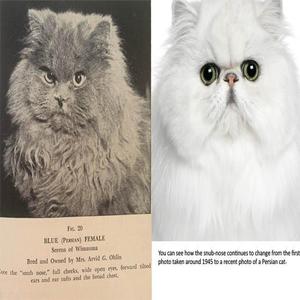 FIG. 20
BLUE (PERSIAN) FEMALE
Serena of Wimauma
Bred and Owned by Mrs. Arvid G. Ohlin
the "snub nose," full cheeks, wide open eyes, forward tilted
ears and ear tufts and the broad chest.
You can see how the snub-nose continues to change from the first
photo taken around 1945 to a recent photo of a Persian cat.